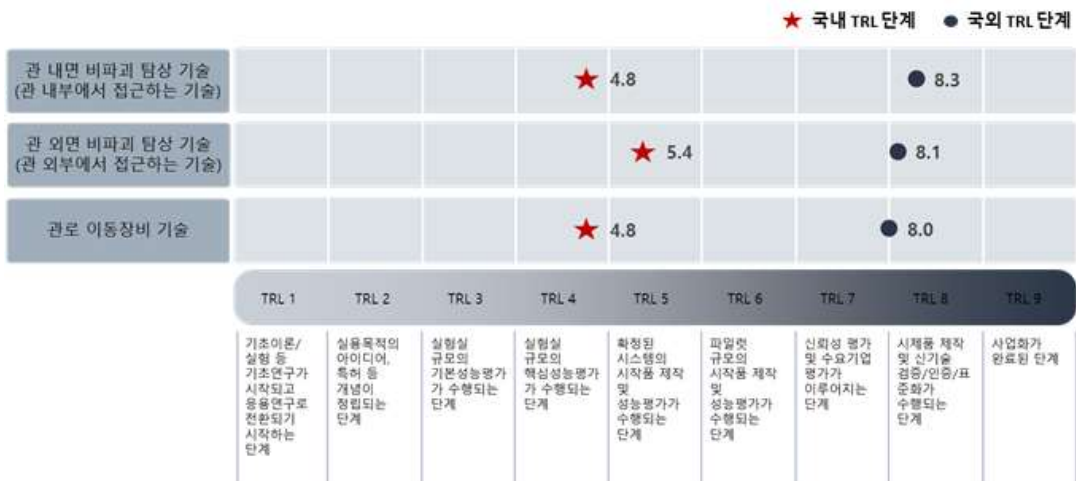 ★ 국내 TRL 단계 ● 국외 TRL 단계
관 내면 비파괴 탐상 기술
(관 내부에서 접근하는 기술)
4.8
8.3
관 외면 비파괴 탐상 기술
(관 외부에서 접근하는 기술)
5.4
8.1
관로 이동장비 기술
4.8
8.0
TRL 1
TRL 2
TRL 3
TRL 4
TRL 5
TRL 6
TRL 7
TRL 8
TRL 9
기초이론/
실험 등
기초연구가
시작되고
응용연구로
전환되기
시작하는
단계
실용목적의
아이디어,
특허 등
개념이
정립되는
단계
실험실
규모의
기본성능평가
가 수행되는
단계
실험실
규모의
핵심성능평가
가 수행되는
단계
확정된
시스템의
시작품 제작
및
성능평가가
수행되는
단계
파일럿
규모의
시작품 제작
및
성능평가가
수행되는
단계
신뢰성 평가
및 수요기업
평가가
이루어지는
단계
시제품 제작
및 신기술
검증/인증/표
준화가
수행되는
단계
사업화가
완료된 단계